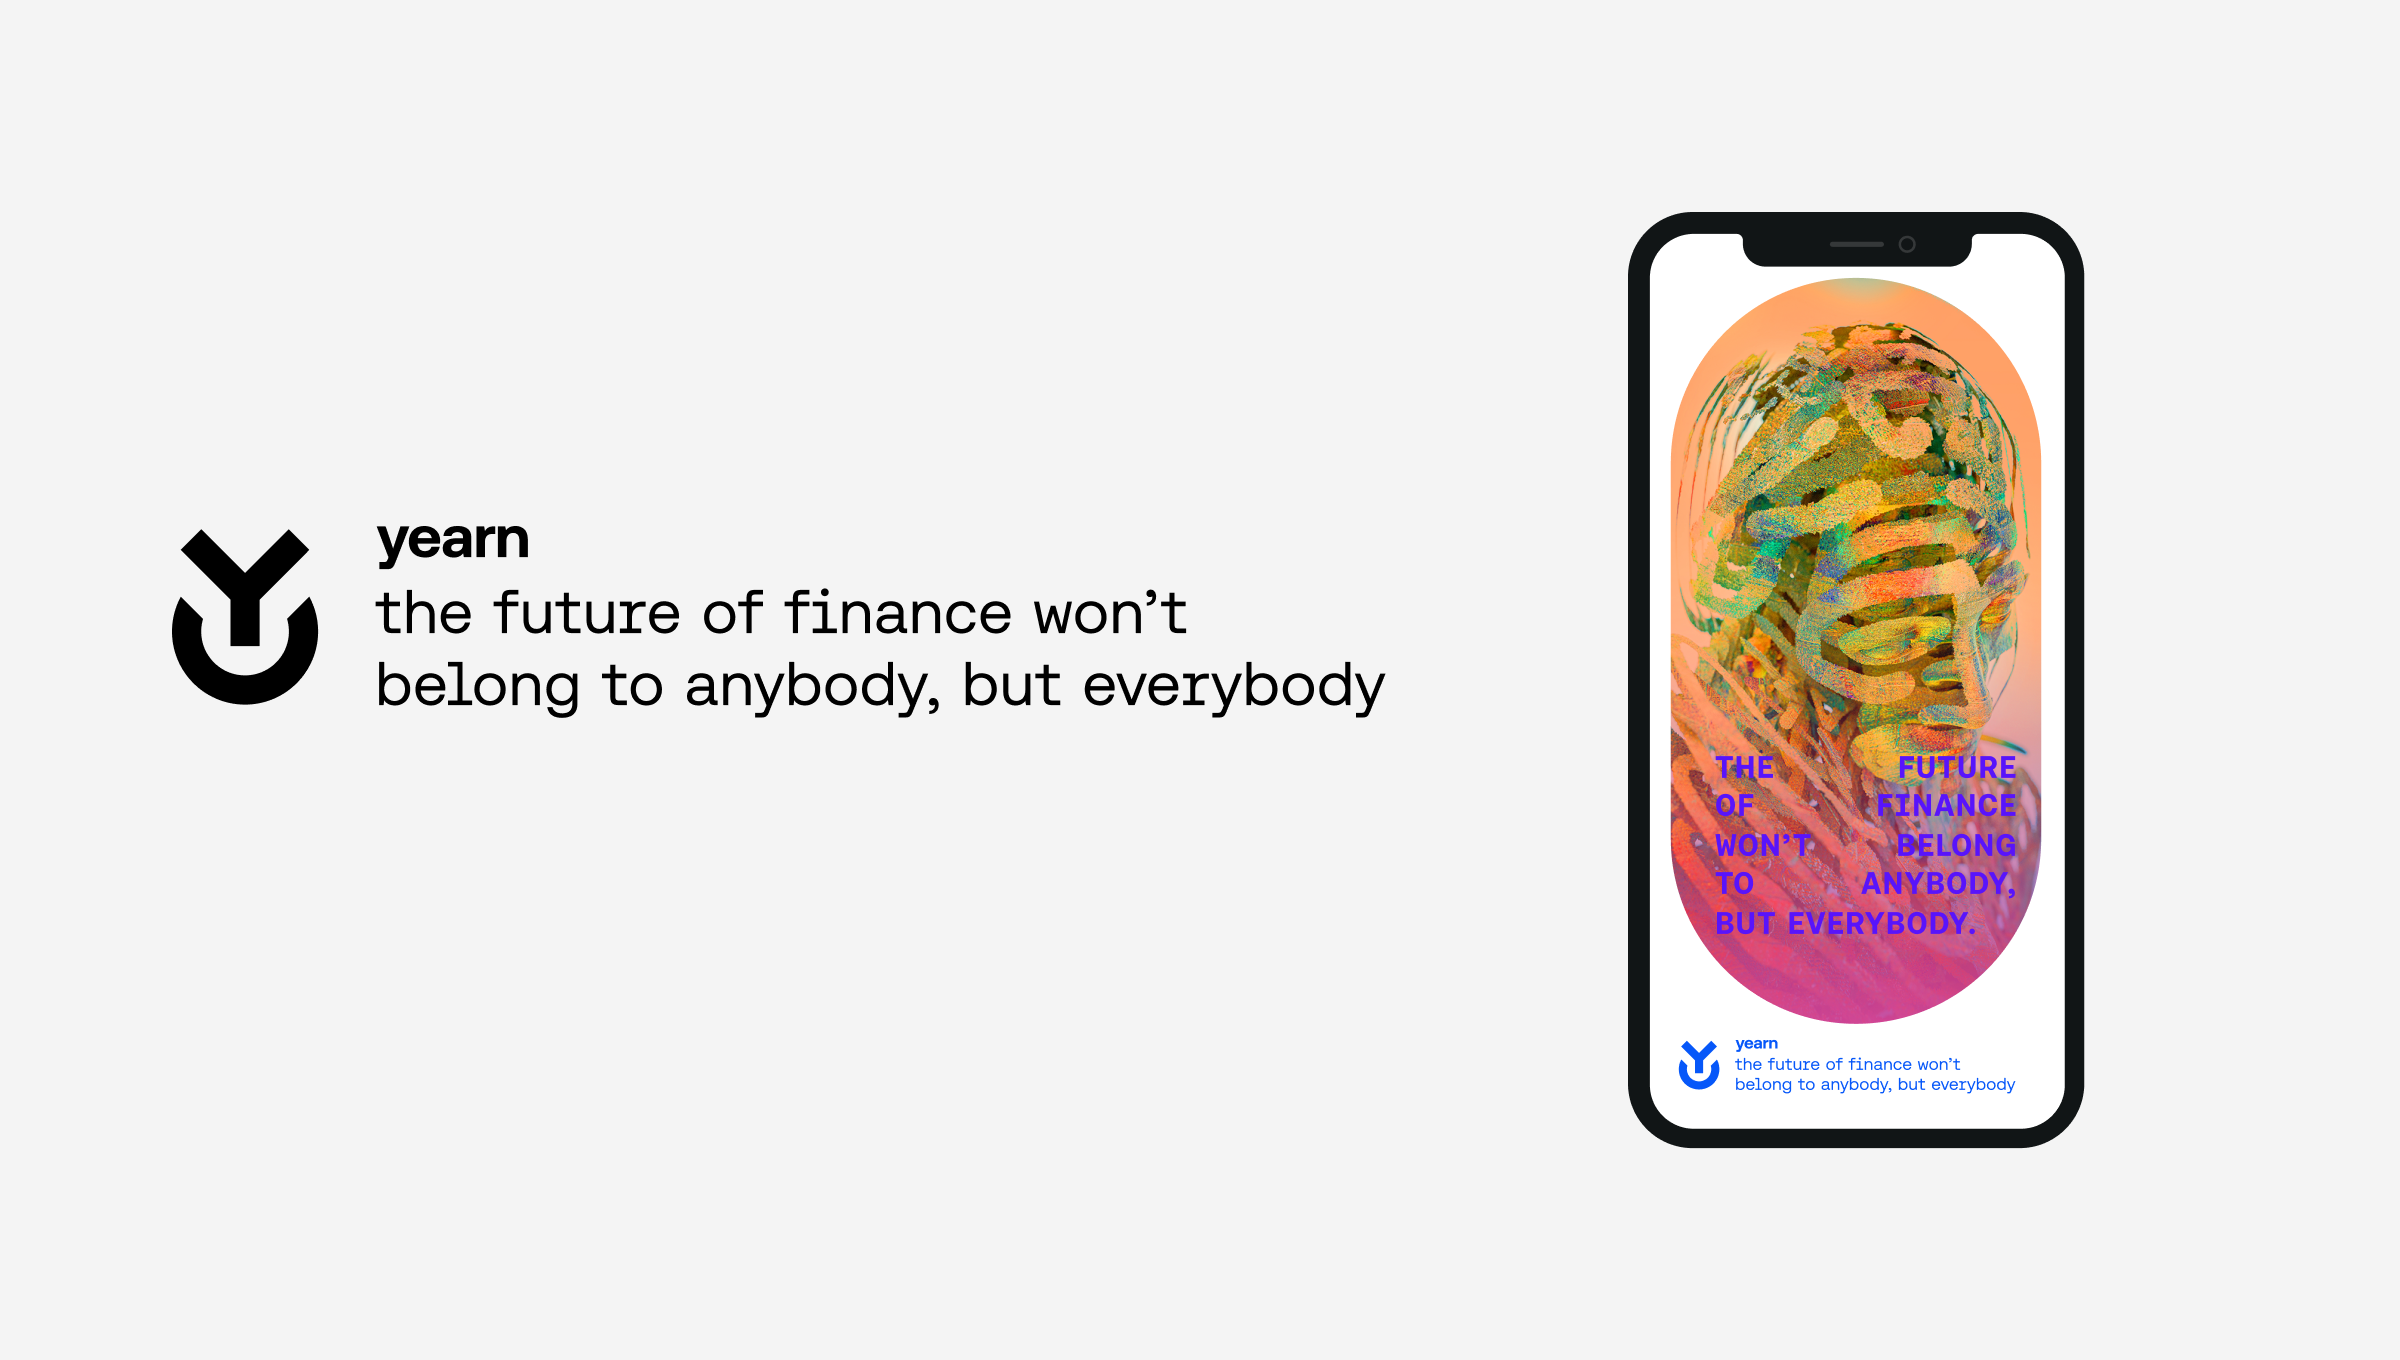 yearn
the future of finance won’t
belong to anybody, but everybody
THE FUTURE
OF FINANCE
WON’T BELONG
TO ANYBODY,
BUT EVERYBODY.
yearn
the future of finance won’t
belong to anybody, but everybody